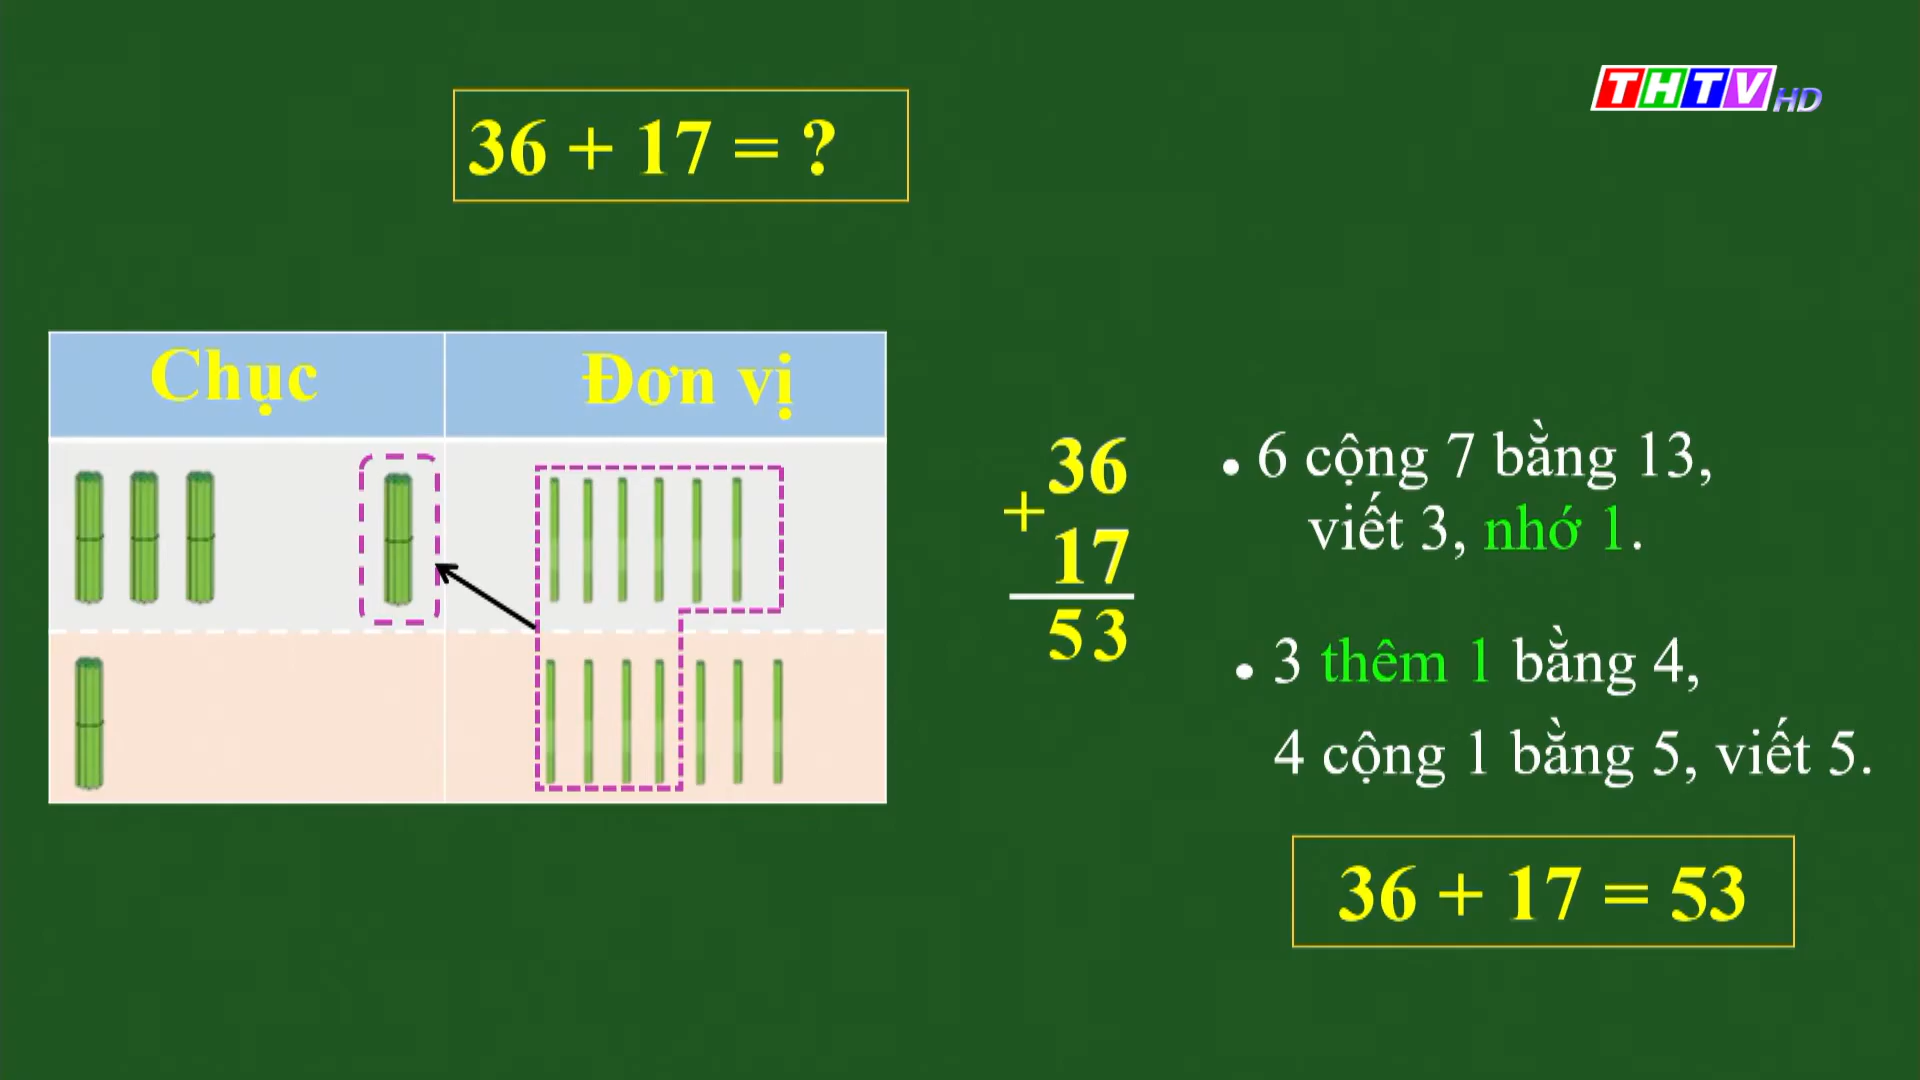 THTV HD
36 + 17 = ?
Chục Đơn vị
36
+
17
53
• 6 cộng 7 bằng 13,
viết 3, nhớ 1.
• 3 thêm 1 bằng 4,
4 cộng 1 bằng 5, viết 5.
36 + 17 = 53